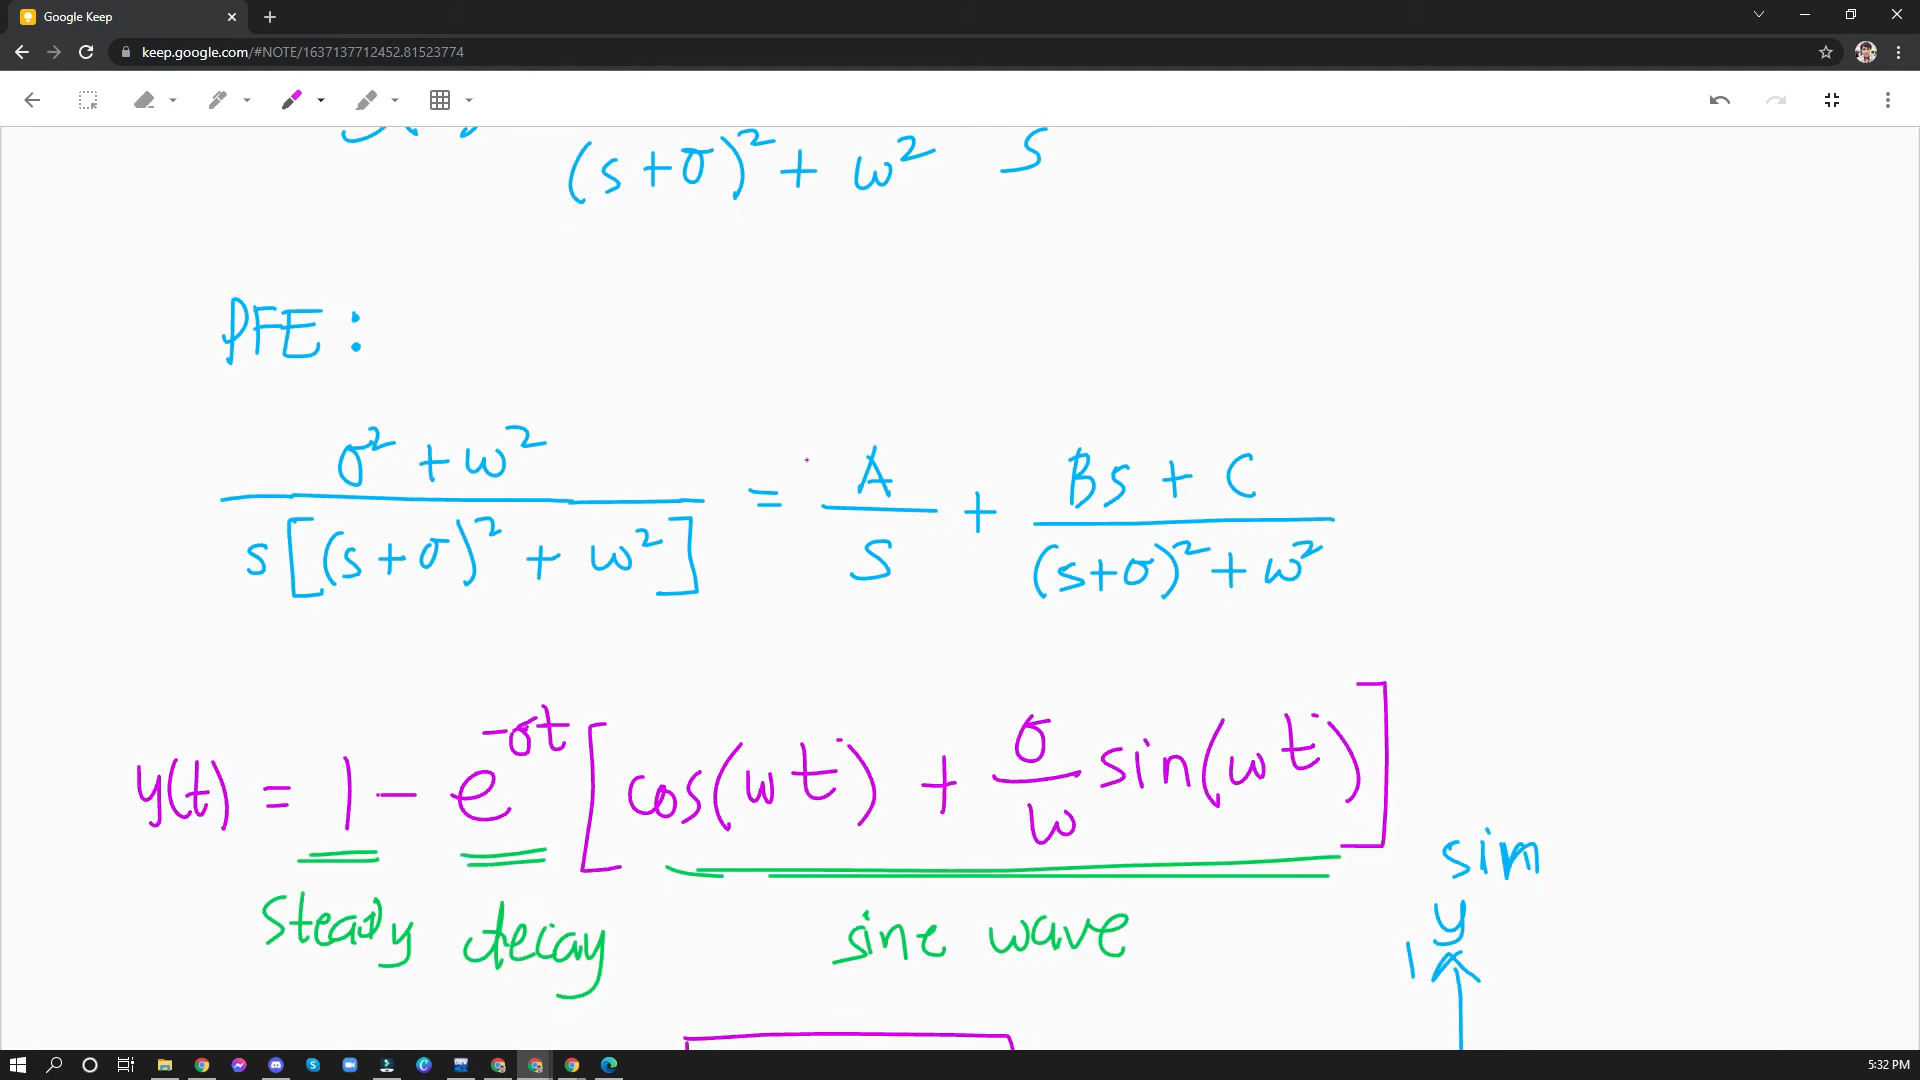 Google Keep
keep.google.com/#NOTE/1637137712452.81523774
(s+σ)² + ω² s
PFE :
σ² + ω² / s[(s+σ)² + ω²] = A / s + Bs + C / (s+σ)² + ω²
y(t) = 1 - e^-σt [cos(ωt) + σ/ω sin(ωt)]
steady decay sine wave
sin
y
1
5:32 PM